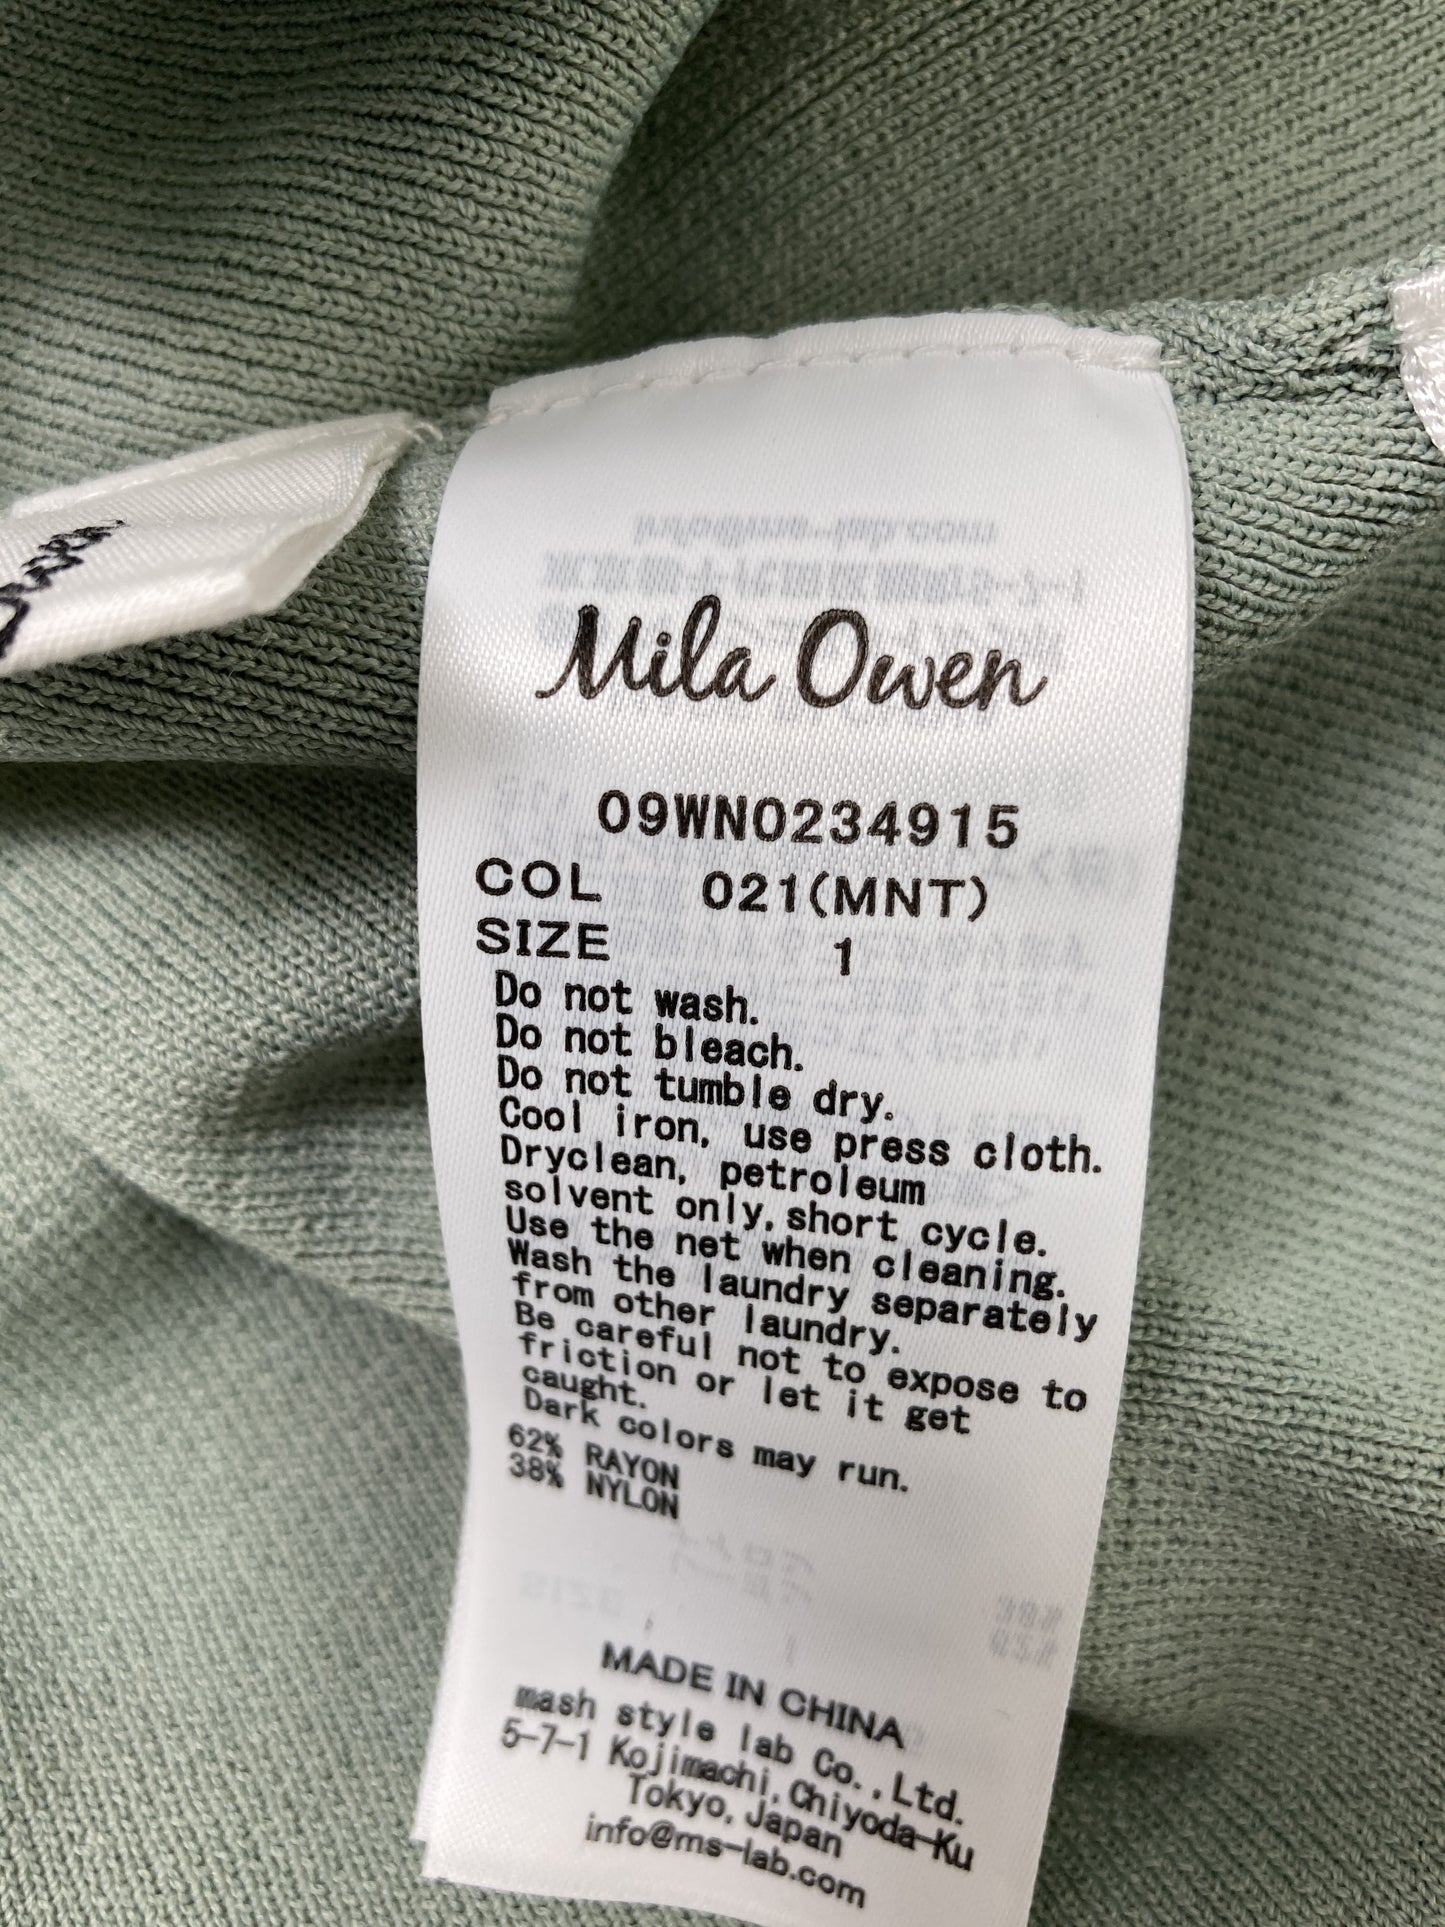 Owen
Mila Owen
09WNO234915
COL 021(MNT)
SIZE 1
Do not wash.
Do not bleach.
Do not tumble dry.
Cool iron, use press cloth.
Dryclean, petroleum
solvent only, short cycle.
Use the net when cleaning.
Wash the laundry separately
from other laundry.
Be careful not to expose to
friction or let it get
caught.
Dark colors may run.
62% RAYON
38% NYLON
MADE IN CHINA
mash style lab Co.,Ltd.
5-7-1 Kojimachi,Chiyoda-Ku
Tokyo,Japan
info@ms-lab.com